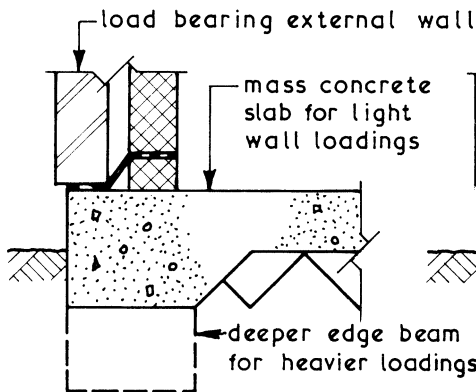 load bearing external wall
mass concrete
slab for light
wall loadings
deeper edge beam
for heavier loadings